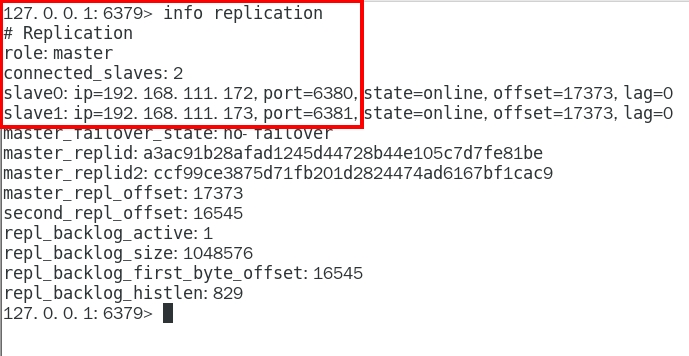 127.0.0.1:6379> info replication
# Replication
role:master
connected_slaves:2
slave0:ip=192.168.111.172,port=6380,state=online,offset=17373,lag=0
slave1:ip=192.168.111.173,port=6381,state=online,offset=17373,lag=0
master_failover_state:no-failover
master_replid:a3ac91b28afad1245d44728b44e105c7d7fe81be
master_replid2:ccf99ce3875d71fb201d2824474ad6167bf1cac9
master_repl_offset:17373
second_repl_offset:16545
repl_backlog_active:1
repl_backlog_size:1048576
repl_backlog_first_byte_offset:16545
repl_backlog_histlen:829
127.0.0.1:6379>